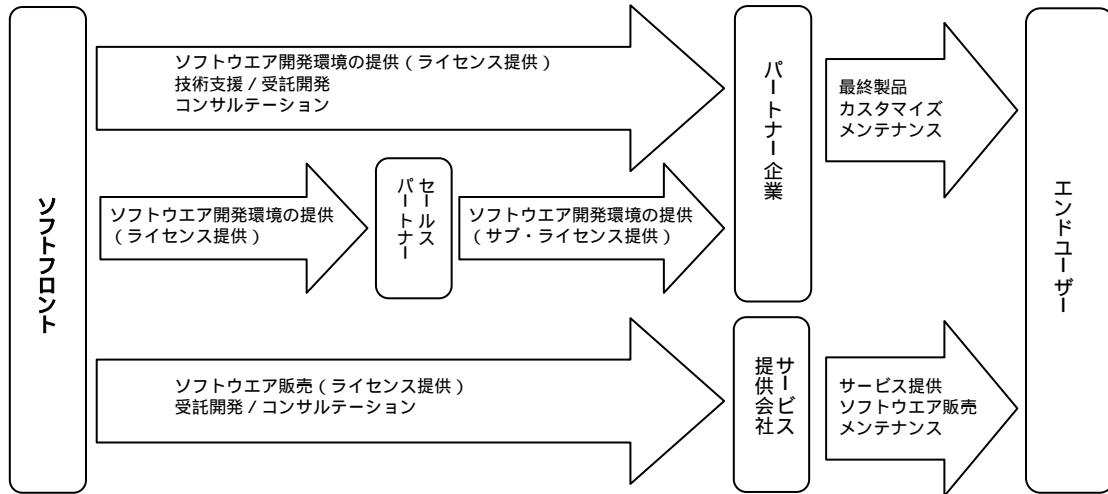 ソフトフロント
ソフトウエア開発環境の提供（ライセンス提供）
技術支援/受託開発
コンサルテーション
パートナー企業
最終製品
カスタマイズ
メンテナンス
ソフトウエア開発環境の提供
（ライセンス提供）
セールス
パートナー
ソフトウエア開発環境の提供
（サブ・ライセンス提供）
ソフトウエア販売（ライセンス提供）
受託開発/コンサルテーション
サービス
提供会社
サービス提供
ソフトウエア販売
メンテナンス
エンドユーザー